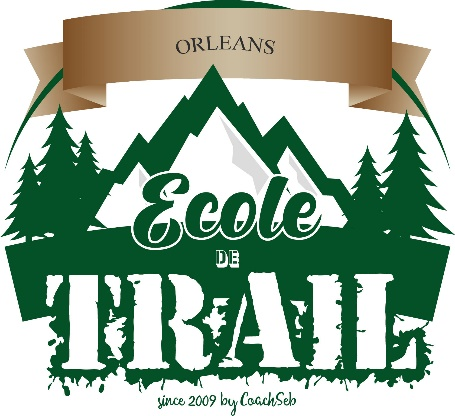 ORLEANS
Ecole
DE
TRAIL
since 2009 by CoachSeb